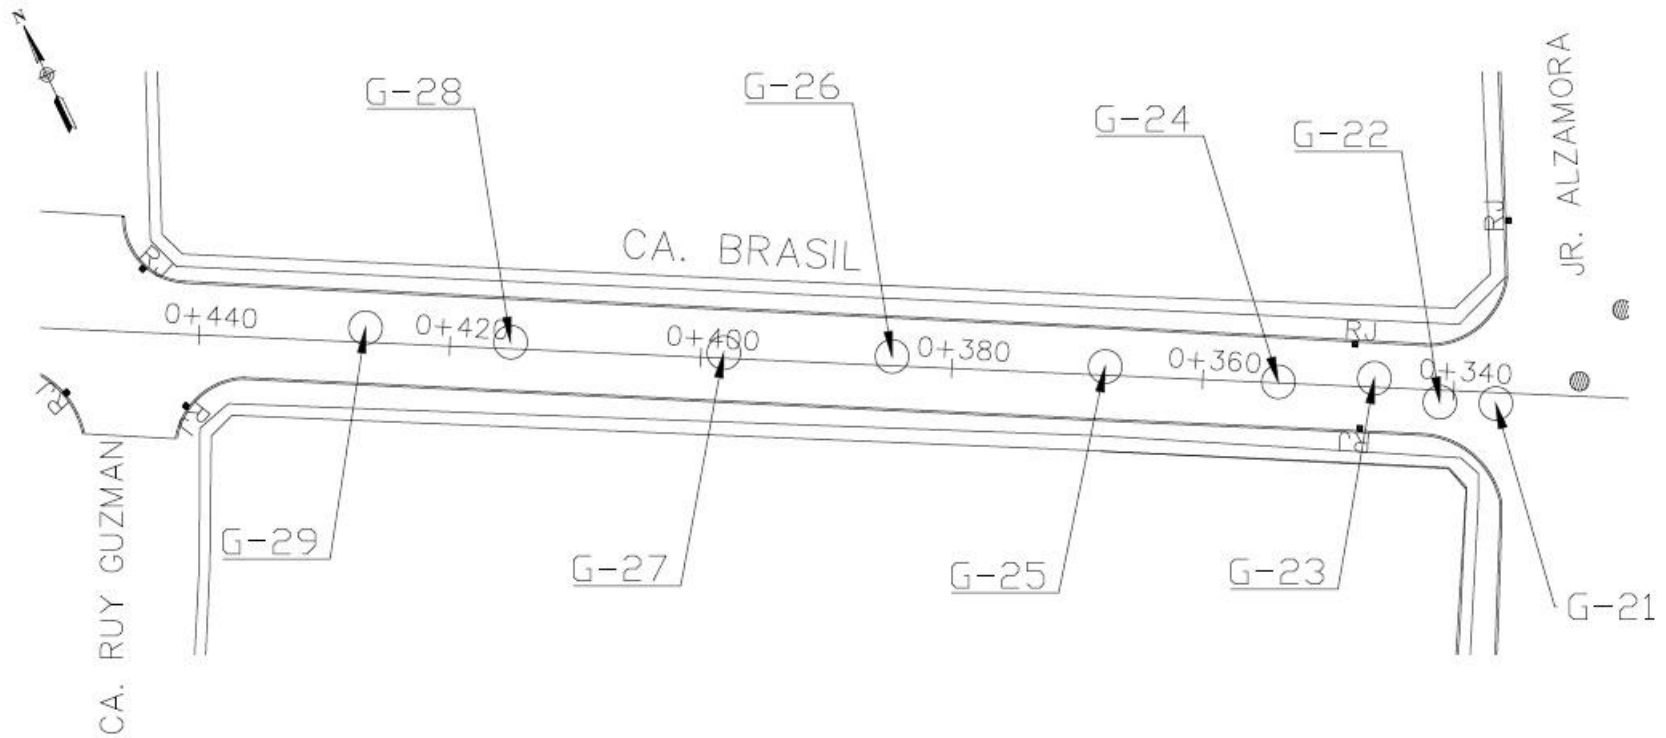 N
G-28
G-26
G-24
G-22
JR. ALZAMORA
CA. BRASIL
RJ
RJ
RJ
0+440
0+420
0+400
0+380
0+360
0+340
RJ
RJ
RJ
G-29
G-27
G-25
G-23
G-21
CA. RUY GUZMAN